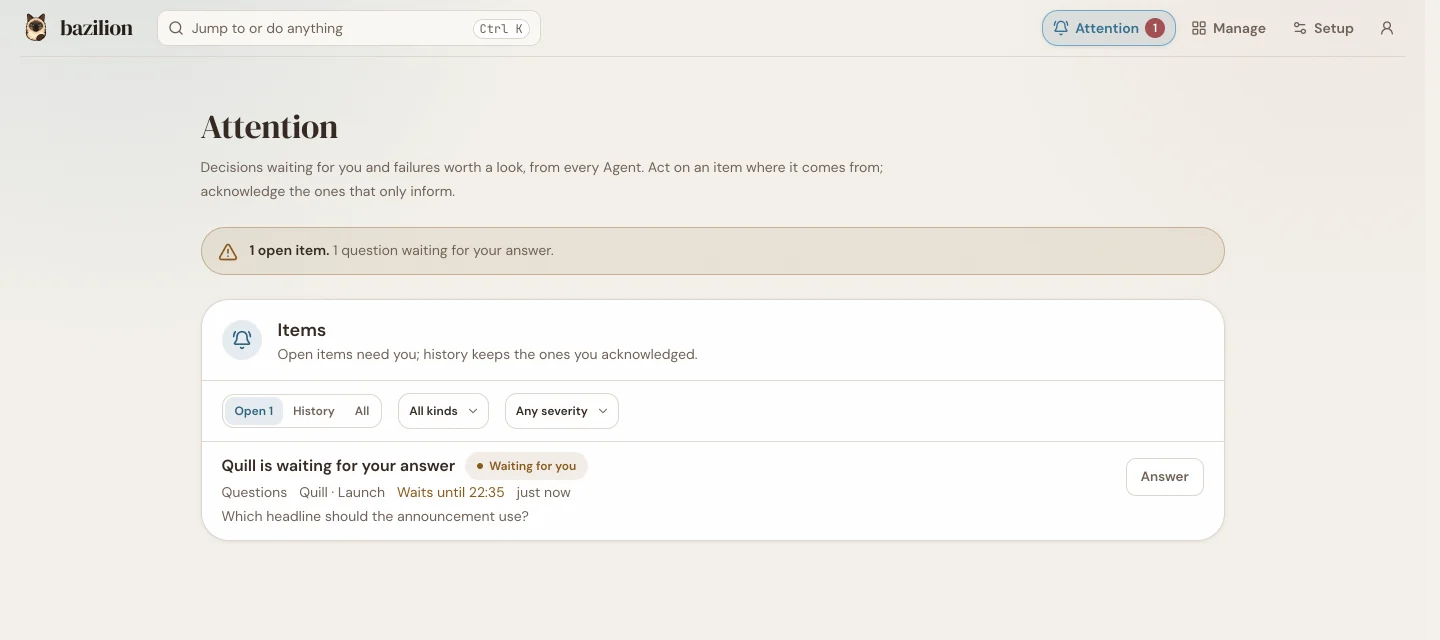 bazilion
Jump to or do anything
Ctrl K
Attention 1
Manage
Setup
Attention
Decisions waiting for you and failures worth a look, from every Agent. Act on an item where it comes from;
acknowledge the ones that only inform.
1 open item. 1 question waiting for your answer.
Items
Open items need you; history keeps the ones you acknowledged.
Open 1
History
All
All kinds
Any severity
Quill is waiting for your answer
Waiting for you
Questions Quill · Launch Waits until 22:35 just now
Which headline should the announcement use?
Answer